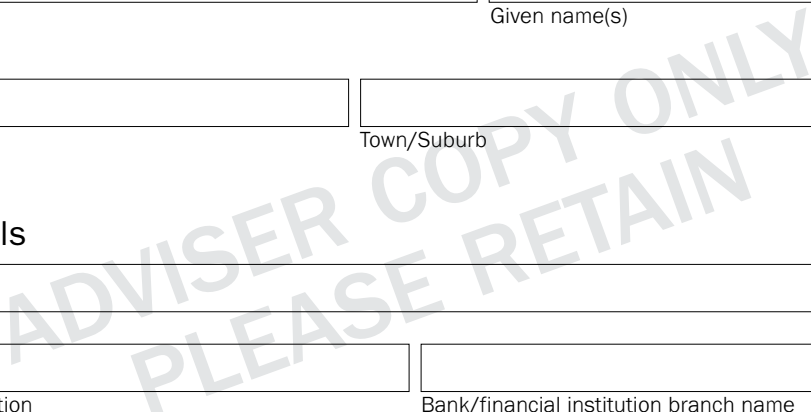 Given name(s)
Town/Suburb
ls
tion
Bank/financial institution branch name
ADVISER COPY ONLY
PLEASE RETAIN